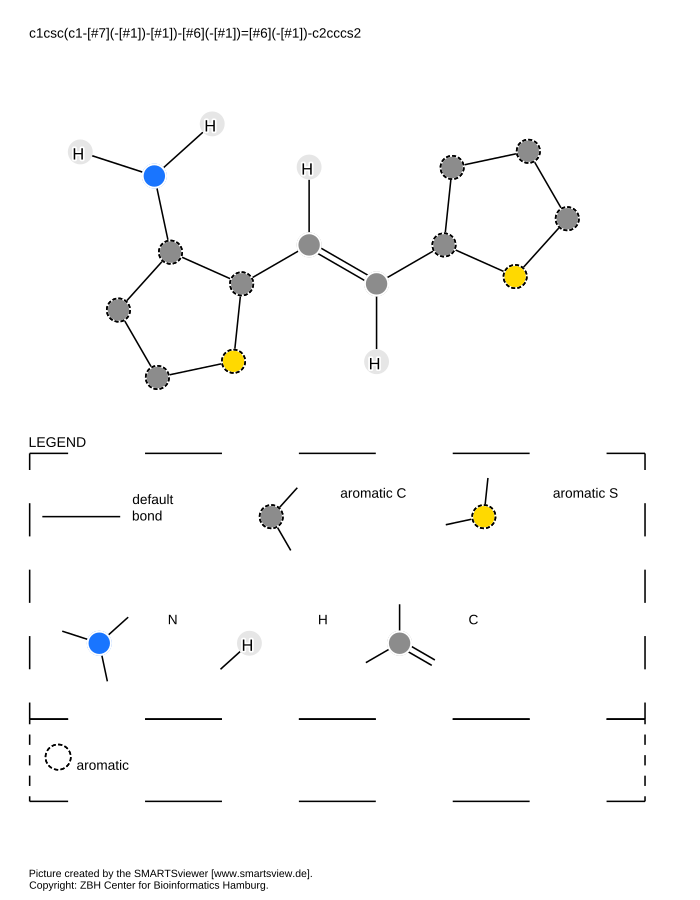 c1csc(c1-[#7](-[#1])-[#1])-[#6](-[#1])=[#6](-[#1])-c2cccs2
H
H
H
H
LEGEND
default
bond
aromatic C
aromatic S
N
H
H
C
aromatic
Picture created by the SMARTSviewer [www.smartsview.de].
Copyright: ZBH Center for Bioinformatics Hamburg.